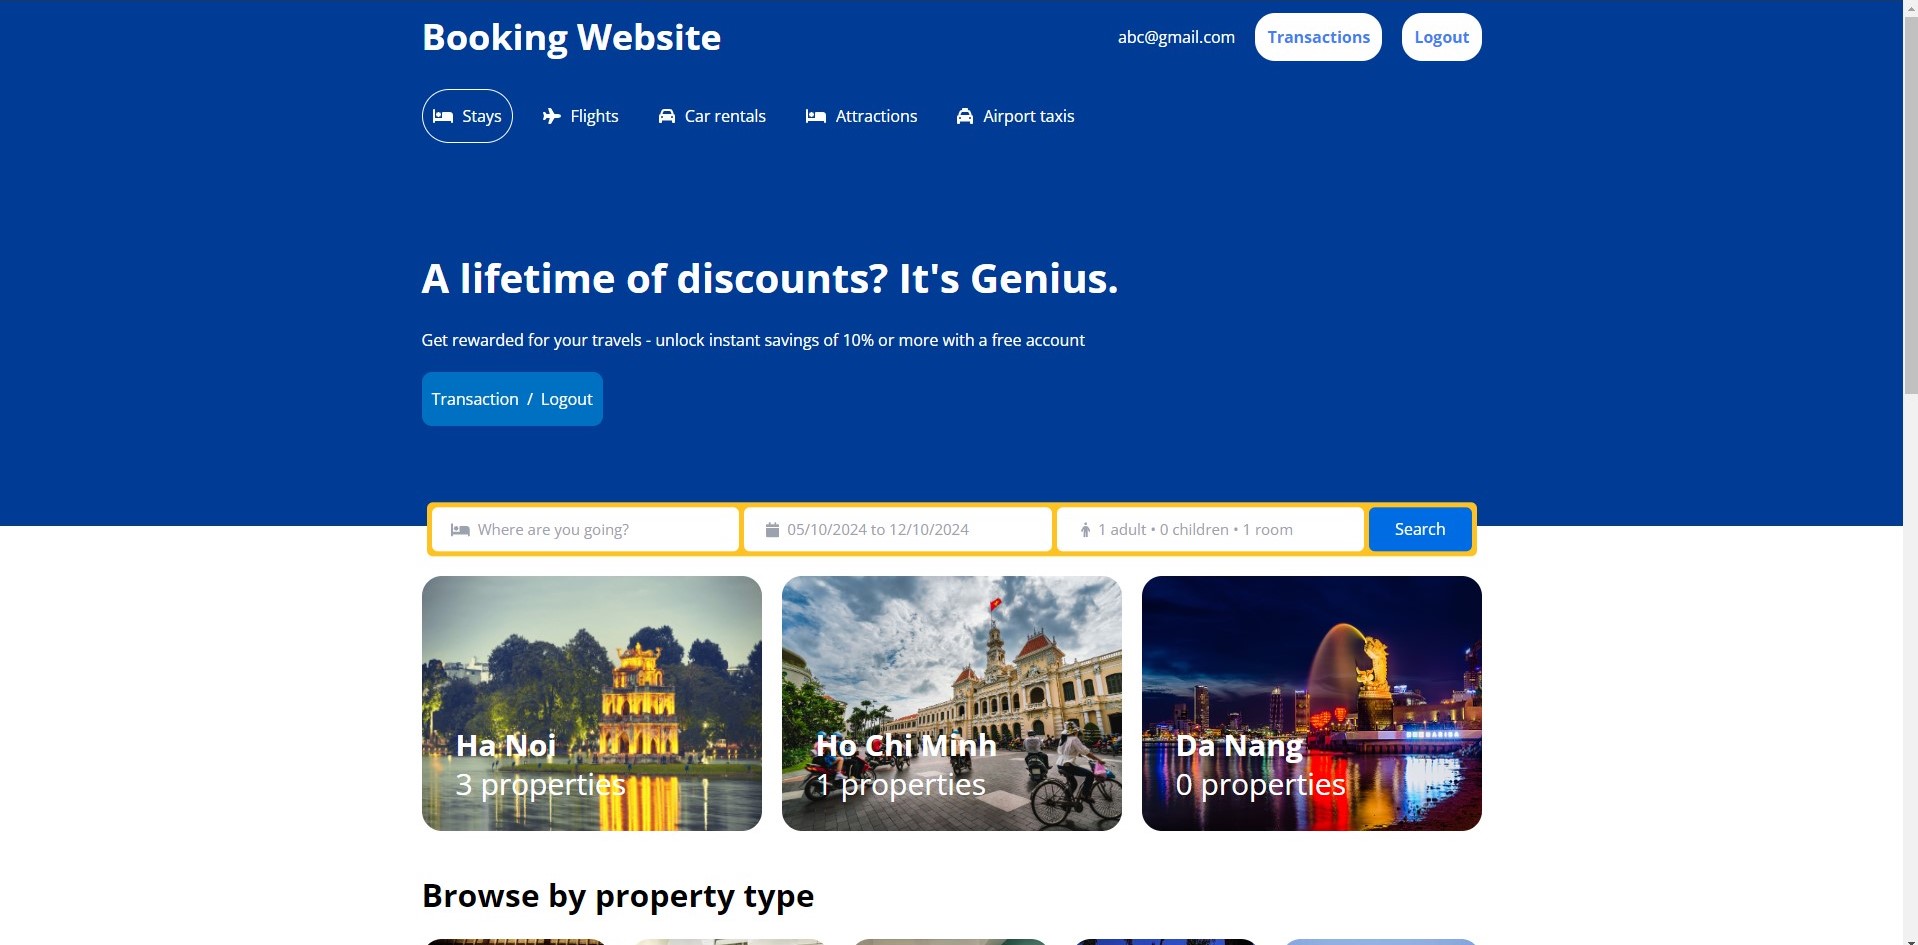 Booking Website
abc@gmail.com Transactions Logout
Stays Flights Car rentals Attractions Airport taxis
A lifetime of discounts? It's Genius.
Get rewarded for your travels - unlock instant savings of 10% or more with a free account
Transaction / Logout
Where are you going? 05/10/2024 to 12/10/2024 1 adult • 0 children • 1 room Search
Ha Noi
3 properties
Ho Chi Minh
1 properties
Da Nang
0 properties
Browse by property type